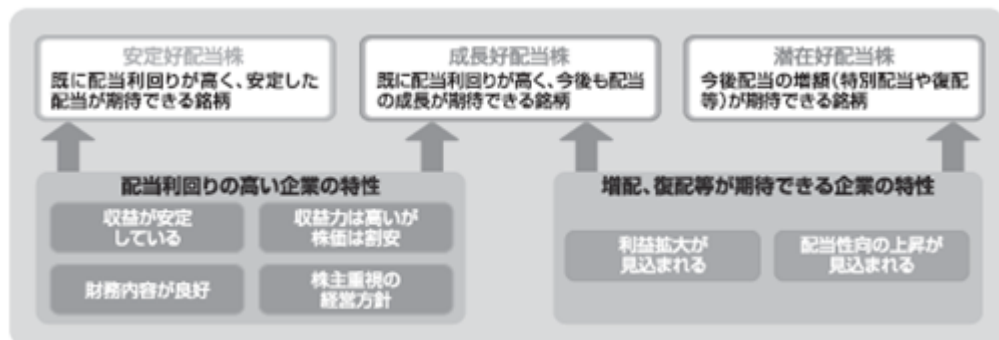 安定好配当株
既に配当利回りが高く、安定した
配当が期待できる銘柄
成長好配当株
既に配当利回りが高く、今後も配当
の成長が期待できる銘柄
潜在好配当株
今後配当の増額(特別配当や復配
等)が期待できる銘柄
配当利回りの高い企業の特性
収益が安定
している
収益力は高いが
株価は割安
財務内容が良好
株主重視の
経営方針
増配、復配等が期待できる企業の特性
利益拡大が
見込まれる
配当性向の上昇が
見込まれる